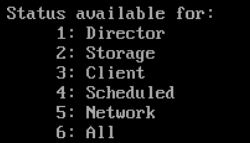 Status available for:
1: Director
2: Storage
3: Client
4: Scheduled
5: Network
6: All